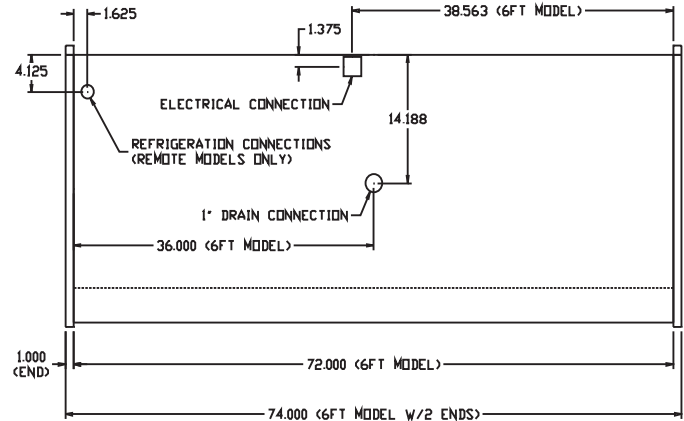 38.563 (6FT MODEL)
1.625
1.375
4.125
ELECTRICAL CONNECTION
14.188
REFRIGERATION CONNECTIONS
(REMOTE MODELS ONLY)
1" DRAIN CONNECTION
36.000 (6FT MODEL)
1.000
(END)
72.000 (6FT MODEL)
74.000 (6FT MODEL W/2 ENDS)